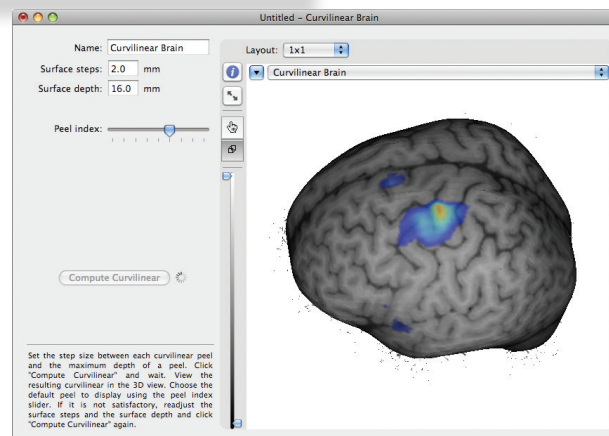 Untitled – Curvilinear Brain
Name: Curvilinear Brain
Surface steps: 2.0 mm
Surface depth: 16.0 mm
Peel index:
Compute Curvilinear
Set the step size between each curvilinear peel
and the maximum depth of a peel. Click
"Compute Curvilinear" and wait. View the
resulting curvilinear in the 3D view. Choose the
default peel to display using the peel index
slider. If it is not satisfactory, readjust the
surface steps and the surface depth and click
"Compute Curvilinear" again.
Layout: 1x1
Curvilinear Brain